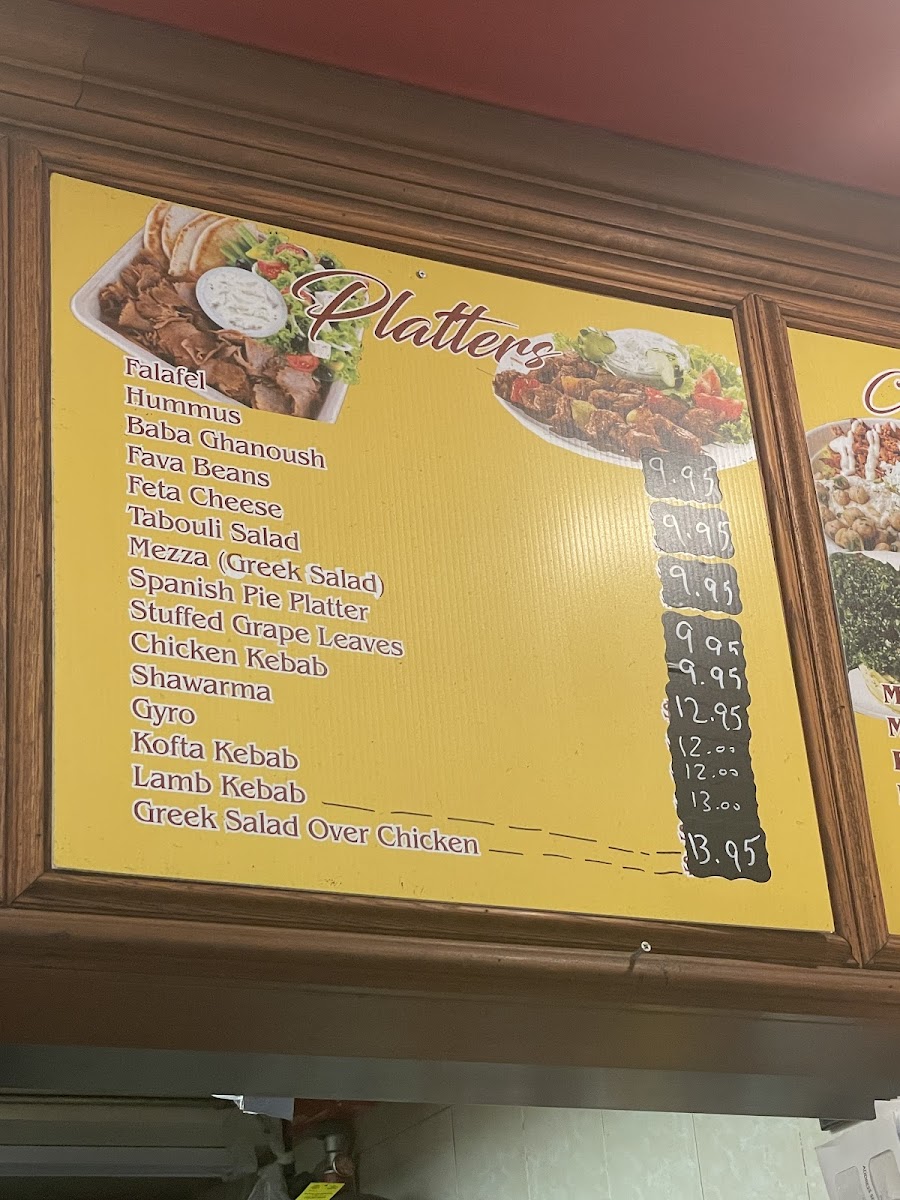 Platters
Falafel
Hummus
Baba Ghanoush
Fava Beans
Feta Cheese
Tabouli Salad
Mezza (Greek Salad)
Spanish Pie Platter
Stuffed Grape Leaves
Chicken Kebab
Shawarma
Gyro
Kofta Kebab
Lamb Kebab
Greek Salad Over Chicken
9.95
9.95
9.95
9.95
9.95
12.95
12.00
12.00
13.00
13.95